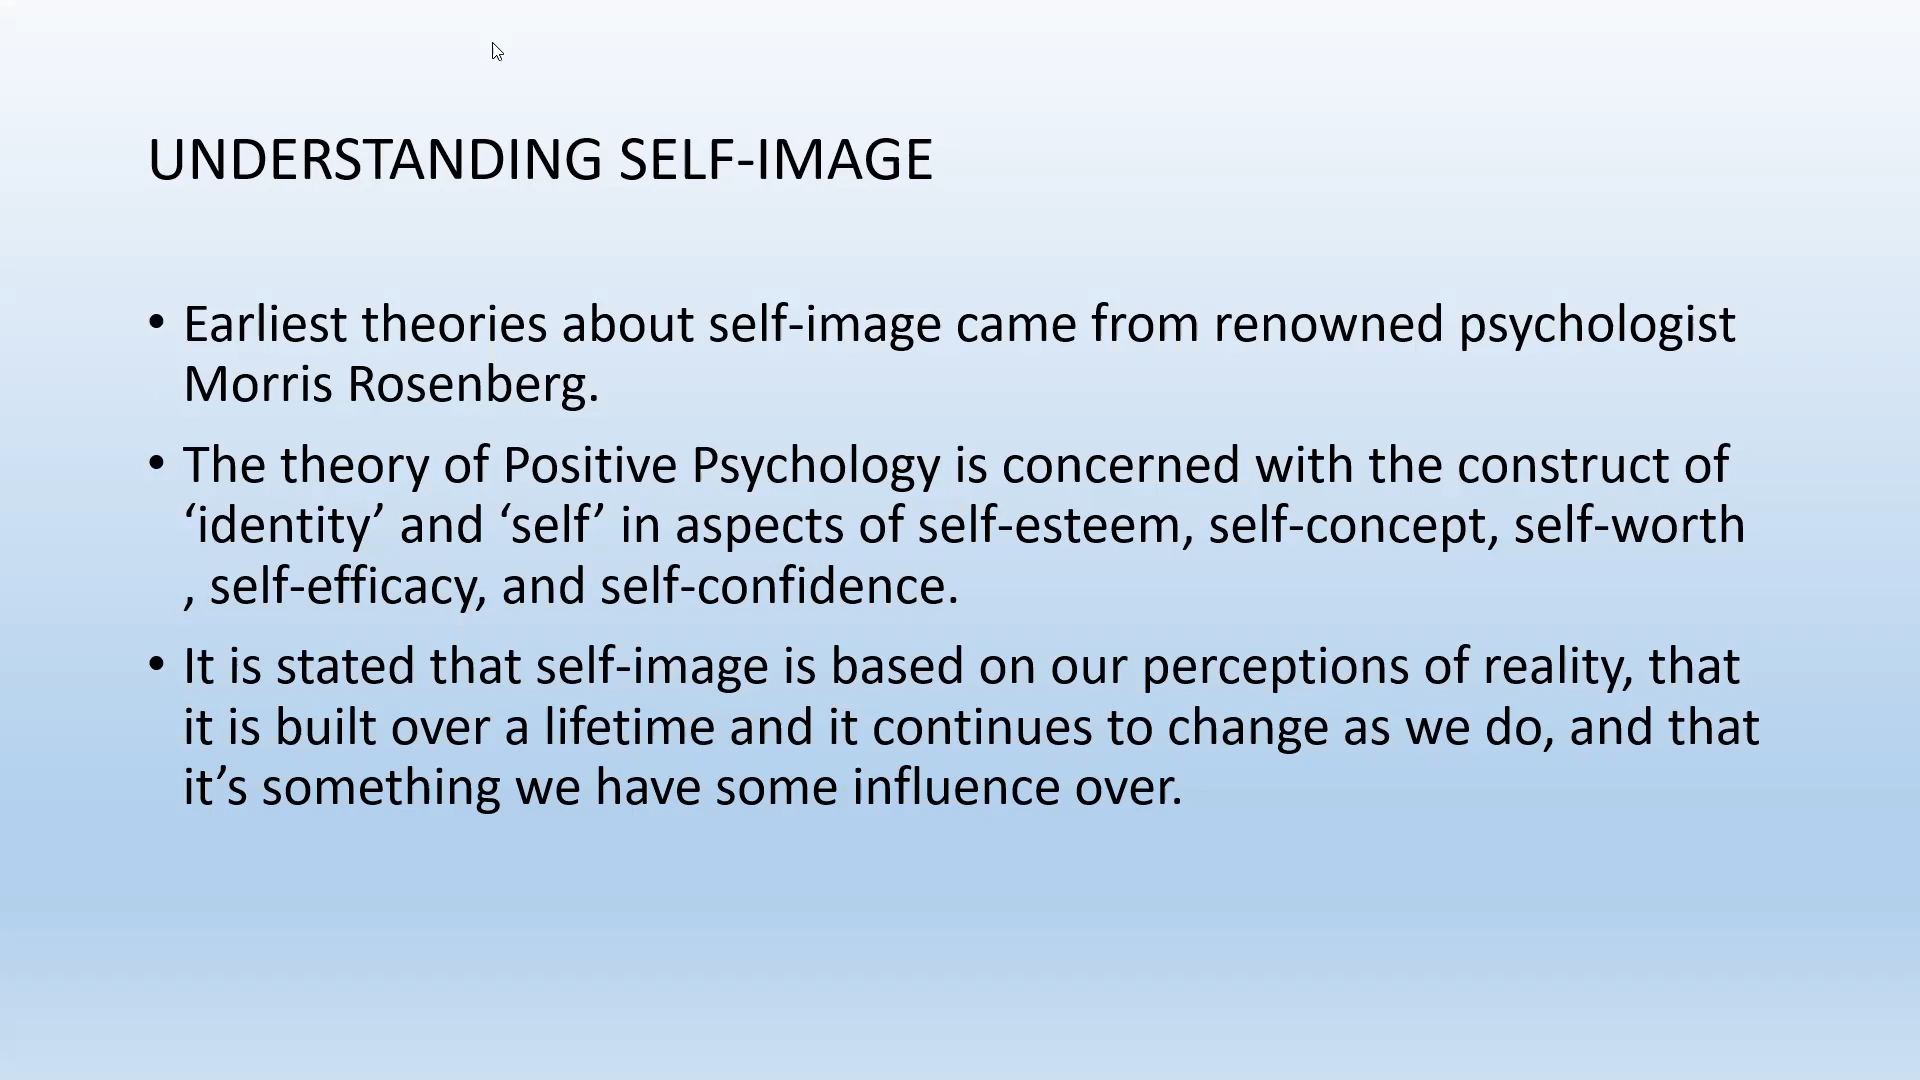 UNDERSTANDING SELF-IMAGE
• Earliest theories about self-image came from renowned psychologist
Morris Rosenberg.
• The theory of Positive Psychology is concerned with the construct of
‘identity’ and ‘self’ in aspects of self-esteem, self-concept, self-worth
, self-efficacy, and self-confidence.
• It is stated that self-image is based on our perceptions of reality, that
it is built over a lifetime and it continues to change as we do, and that
it’s something we have some influence over.